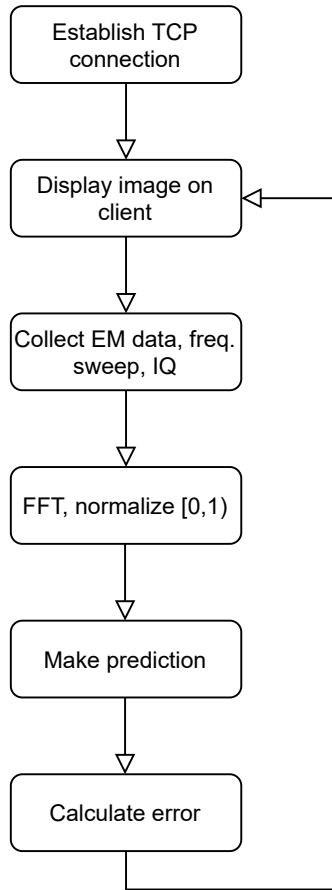 Establish TCP
connection
Display image on
client
Collect EM data, freq.
sweep, IQ
FFT, normalize [0,1)
Make prediction
Calculate error